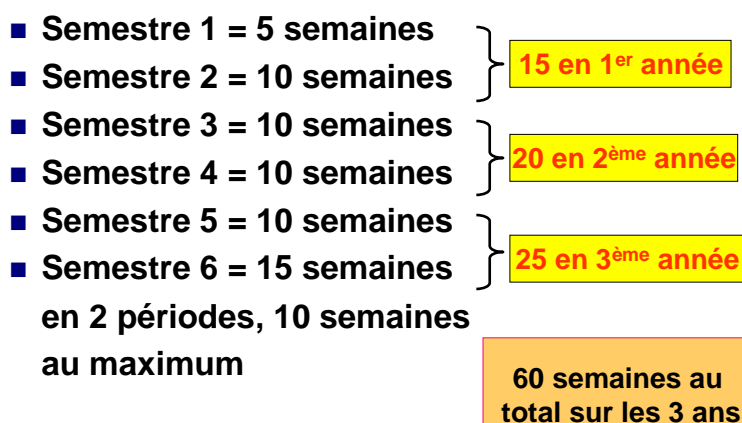 Semestre 1 = 5 semaines
Semestre 2 = 10 semaines
15 en 1er année
Semestre 3 = 10 semaines
Semestre 4 = 10 semaines
20 en 2ème année
Semestre 5 = 10 semaines
Semestre 6 = 15 semaines
en 2 périodes, 10 semaines
au maximum
25 en 3ème année
60 semaines au
total sur les 3 ans